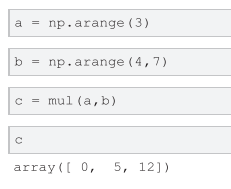 a = np.arange(3)
b = np.arange(4,7)
c = mul(a,b)
c
array([ 0,  5, 12])